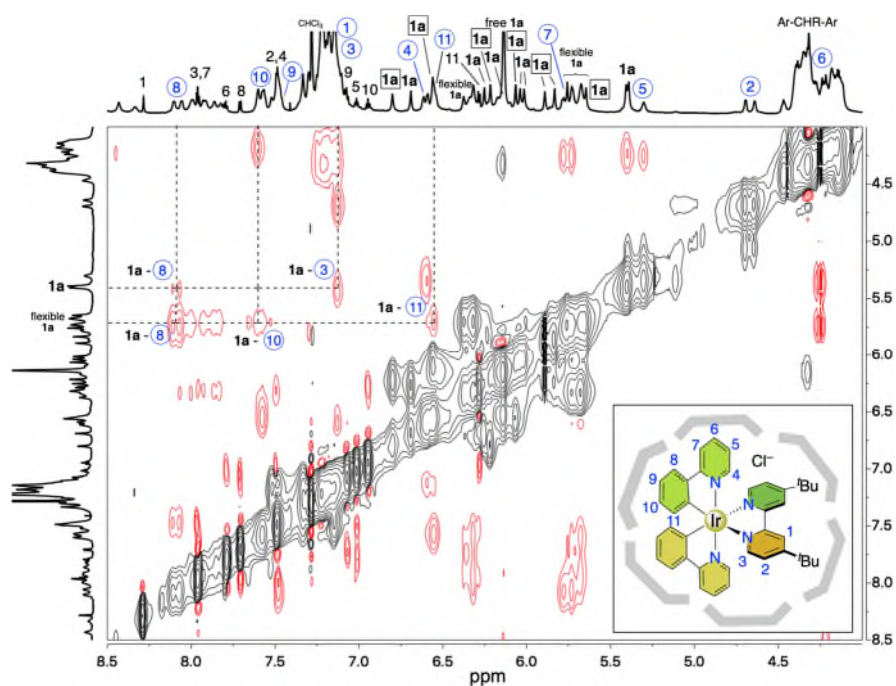 CHCl₃
1
3
free 1a
7
Ar-CHR-Ar
6
1
8
3,7
6
8
10
2,4
9
9
5
10
1a
1a
4
1a
11
flexible 1a
11
1a
1a
1a
1a
flexible 1a
1a
1a
5
2
1a
flexible 1a
1a - 8
1a - 3
1a - 11
1a - 8
1a - 10
4.5
5.0
5.5
6.0
6.5
7.0
7.5
8.0
8.5
6
7
5
8
4
9
10
11
N
Ir
N
N
N
Cl⁻
ᵗBu
1
ᵗBu
3
2
8.5
8.0
7.5
7.0
6.5
6.0
5.5
5.0
4.5
ppm